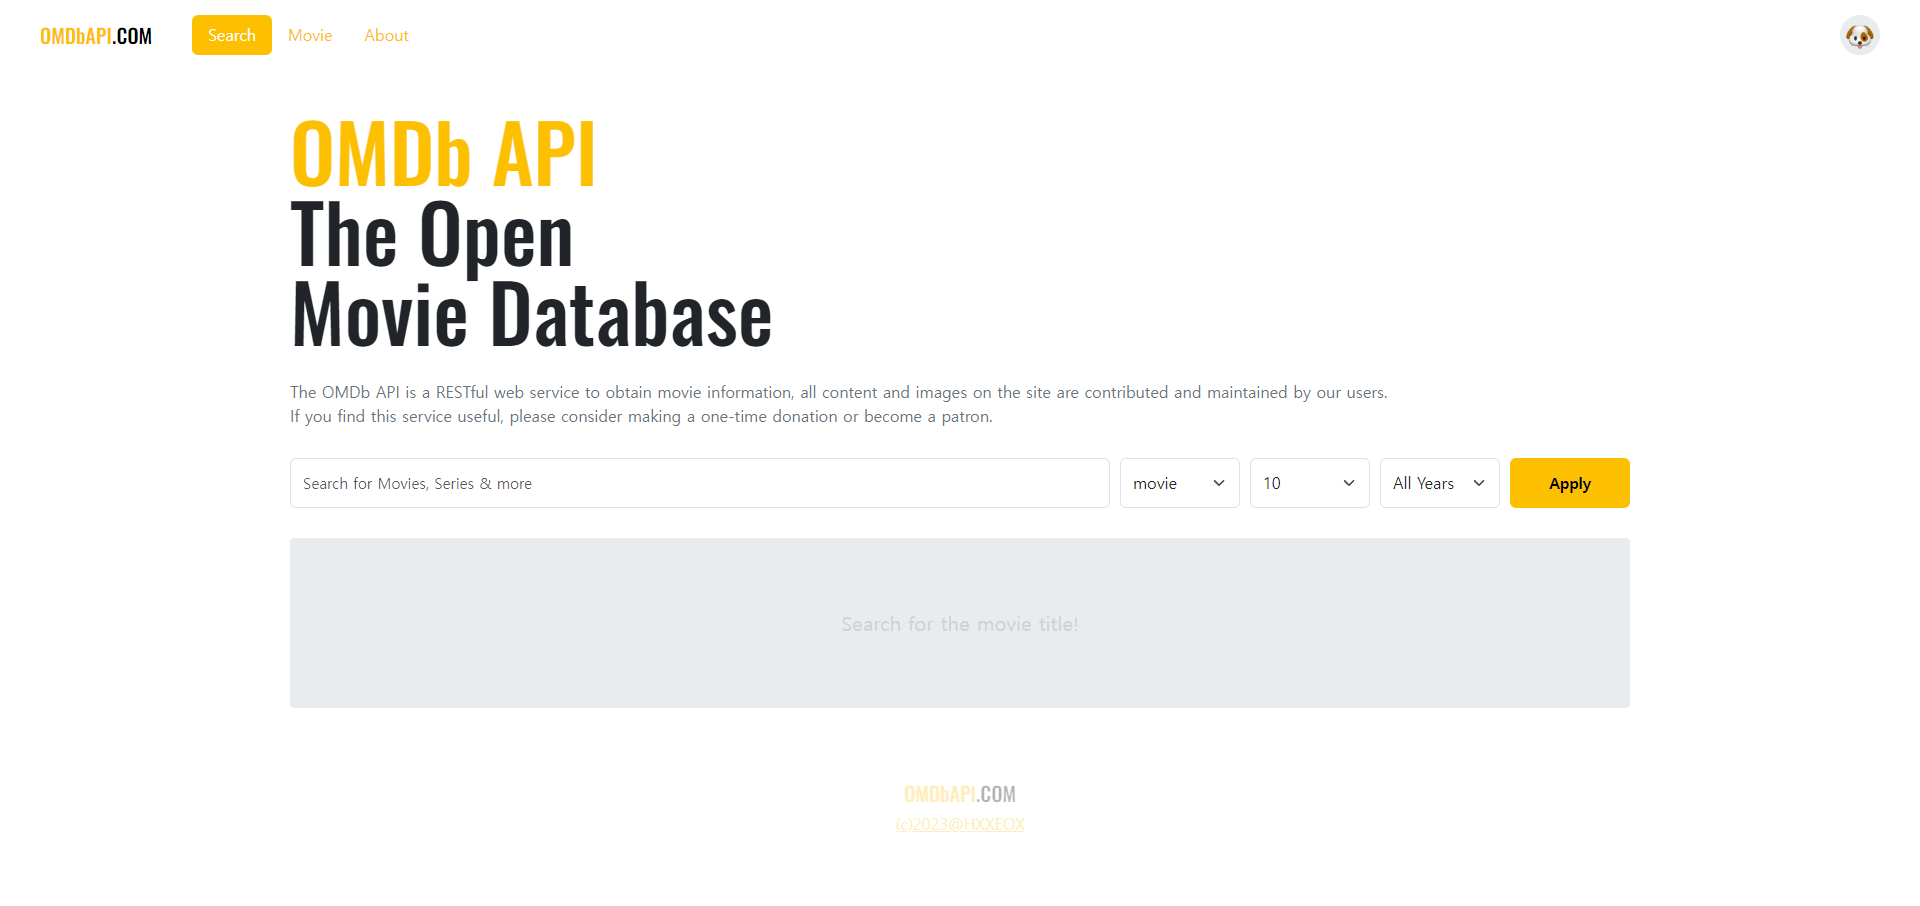 OMDbAPI.COM
Search
Movie
About
OMDb API
The Open
Movie Database
The OMDb API is a RESTful web service to obtain movie information, all content and images on the site are contributed and maintained by our users.
If you find this service useful, please consider making a one-time donation or become a patron.
Search for Movies, Series & more
movie
10
All Years
Apply
Search for the movie title!
OMDbAPI.COM
(c)2023@HXXEOX